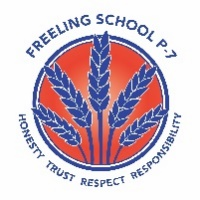 FREELING SCHOOL P-7
HONESTY TRUST RESPECT RESPONSIBILITY